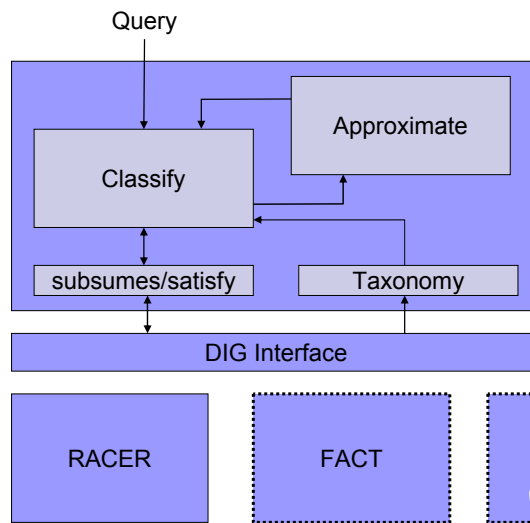 Query
Approximate
Classify
subsumes/satisfy
Taxonomy
DIG Interface
RACER
FACT